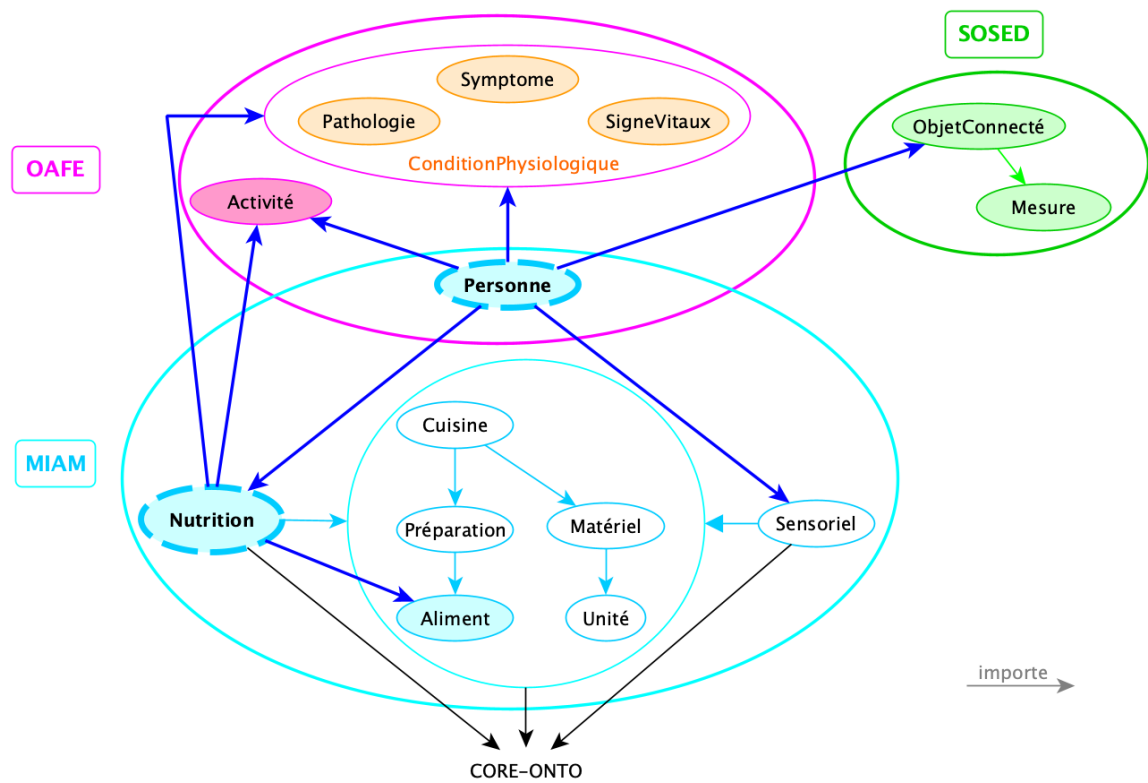 SOSED
Symptome
Pathologie
SigneVitaux
ObjetConnecté
OAFE
ConditionPhysiologique
Activité
Mesure
Personne
Cuisine
MIAM
Nutrition
Préparation
Matériel
Sensoriel
Aliment
Unité
importe
CORE-ONTO